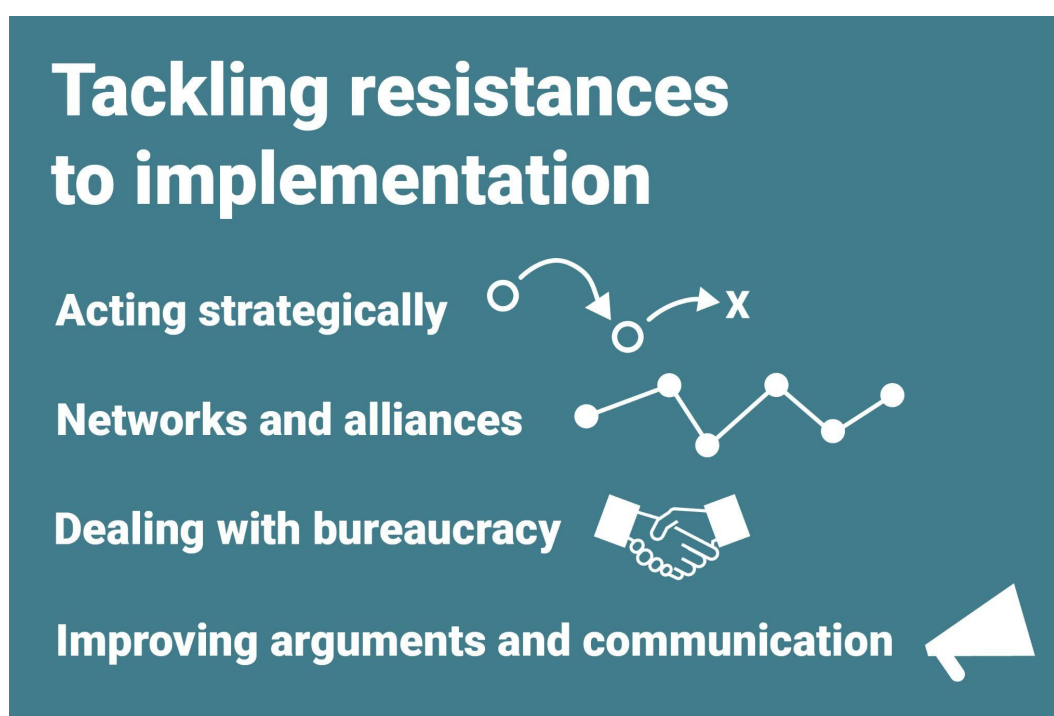 Tackling resistances
to implementation
Acting strategically
X
Networks and alliances
Dealing with bureaucracy
Improving arguments and communication